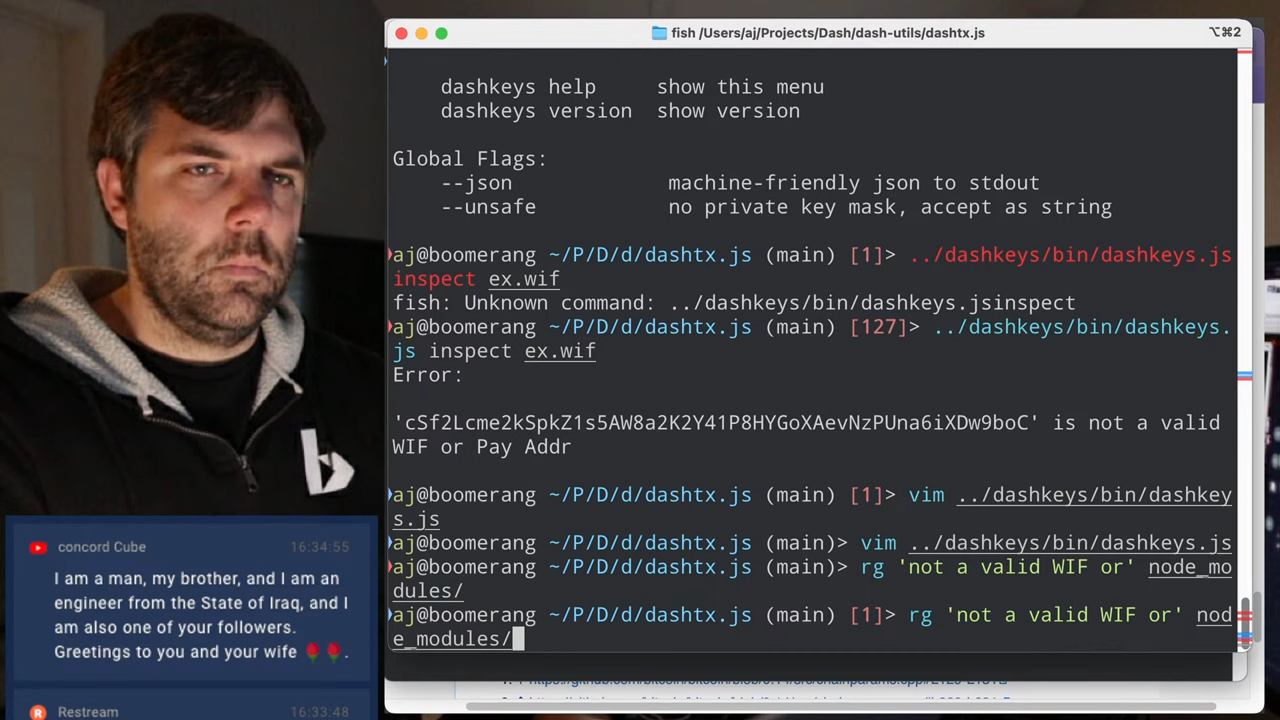 fish /Users/aj/Projects/Dash/dash-utils/dashtx.js
⌥⌘2
dashkeys help show this menu
dashkeys version show version
Global Flags:
--json machine-friendly json to stdout
--unsafe no private key mask, accept as string
aj@boomerang ~/P/D/d/dashtx.js (main) [1]> ../dashkeys/bin/dashkeys.js
inspect ex.wif
fish: Unknown command: ../dashkeys/bin/dashkeys.jsinspect
aj@boomerang ~/P/D/d/dashtx.js (main) [127]> ../dashkeys/bin/dashkeys.
js inspect ex.wif
Error:
'cSf2Lcme2kSpkZ1s5AW8a2K2Y41P8HYGoXAevNzPUna6iXDw9boC' is not a valid
WIF or Pay Addr
aj@boomerang ~/P/D/d/dashtx.js (main) [1]> vim ../dashkeys/bin/dashkey
s.js
aj@boomerang ~/P/D/d/dashtx.js (main)> vim ../dashkeys/bin/dashkeys.js
aj@boomerang ~/P/D/d/dashtx.js (main)> rg 'not a valid WIF or' node_mo
dules/
aj@boomerang ~/P/D/d/dashtx.js (main) [1]> rg 'not a valid WIF or' nod
e_modules/
concord Cube 16:34:55
I am a man, my brother, and I am an
engineer from the State of Iraq, and I
am also one of your followers.
Greetings to you and your wife 🌹🌹.
Restream 16:33:48